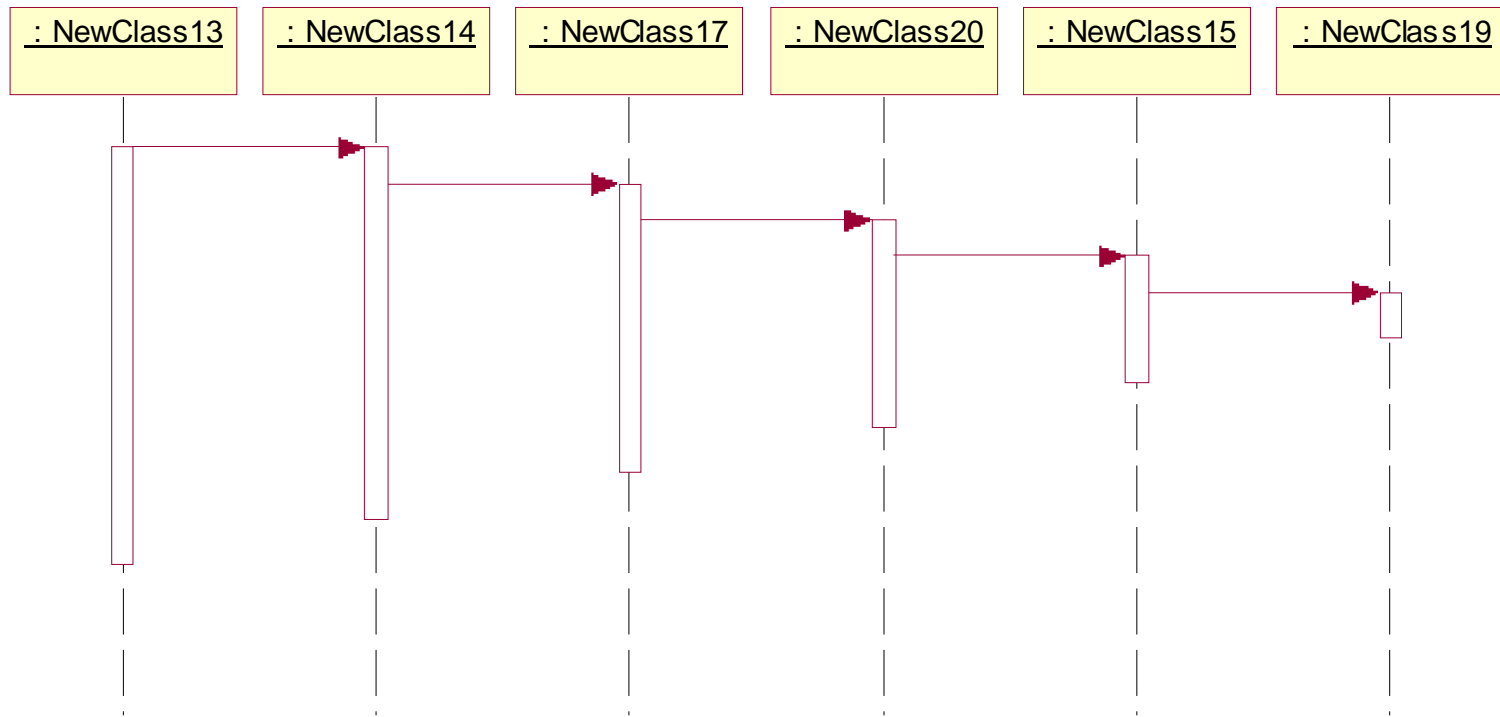 : NewClass13
: NewClass14
: NewClass17
: NewClass20
: NewClass15
: NewClass19